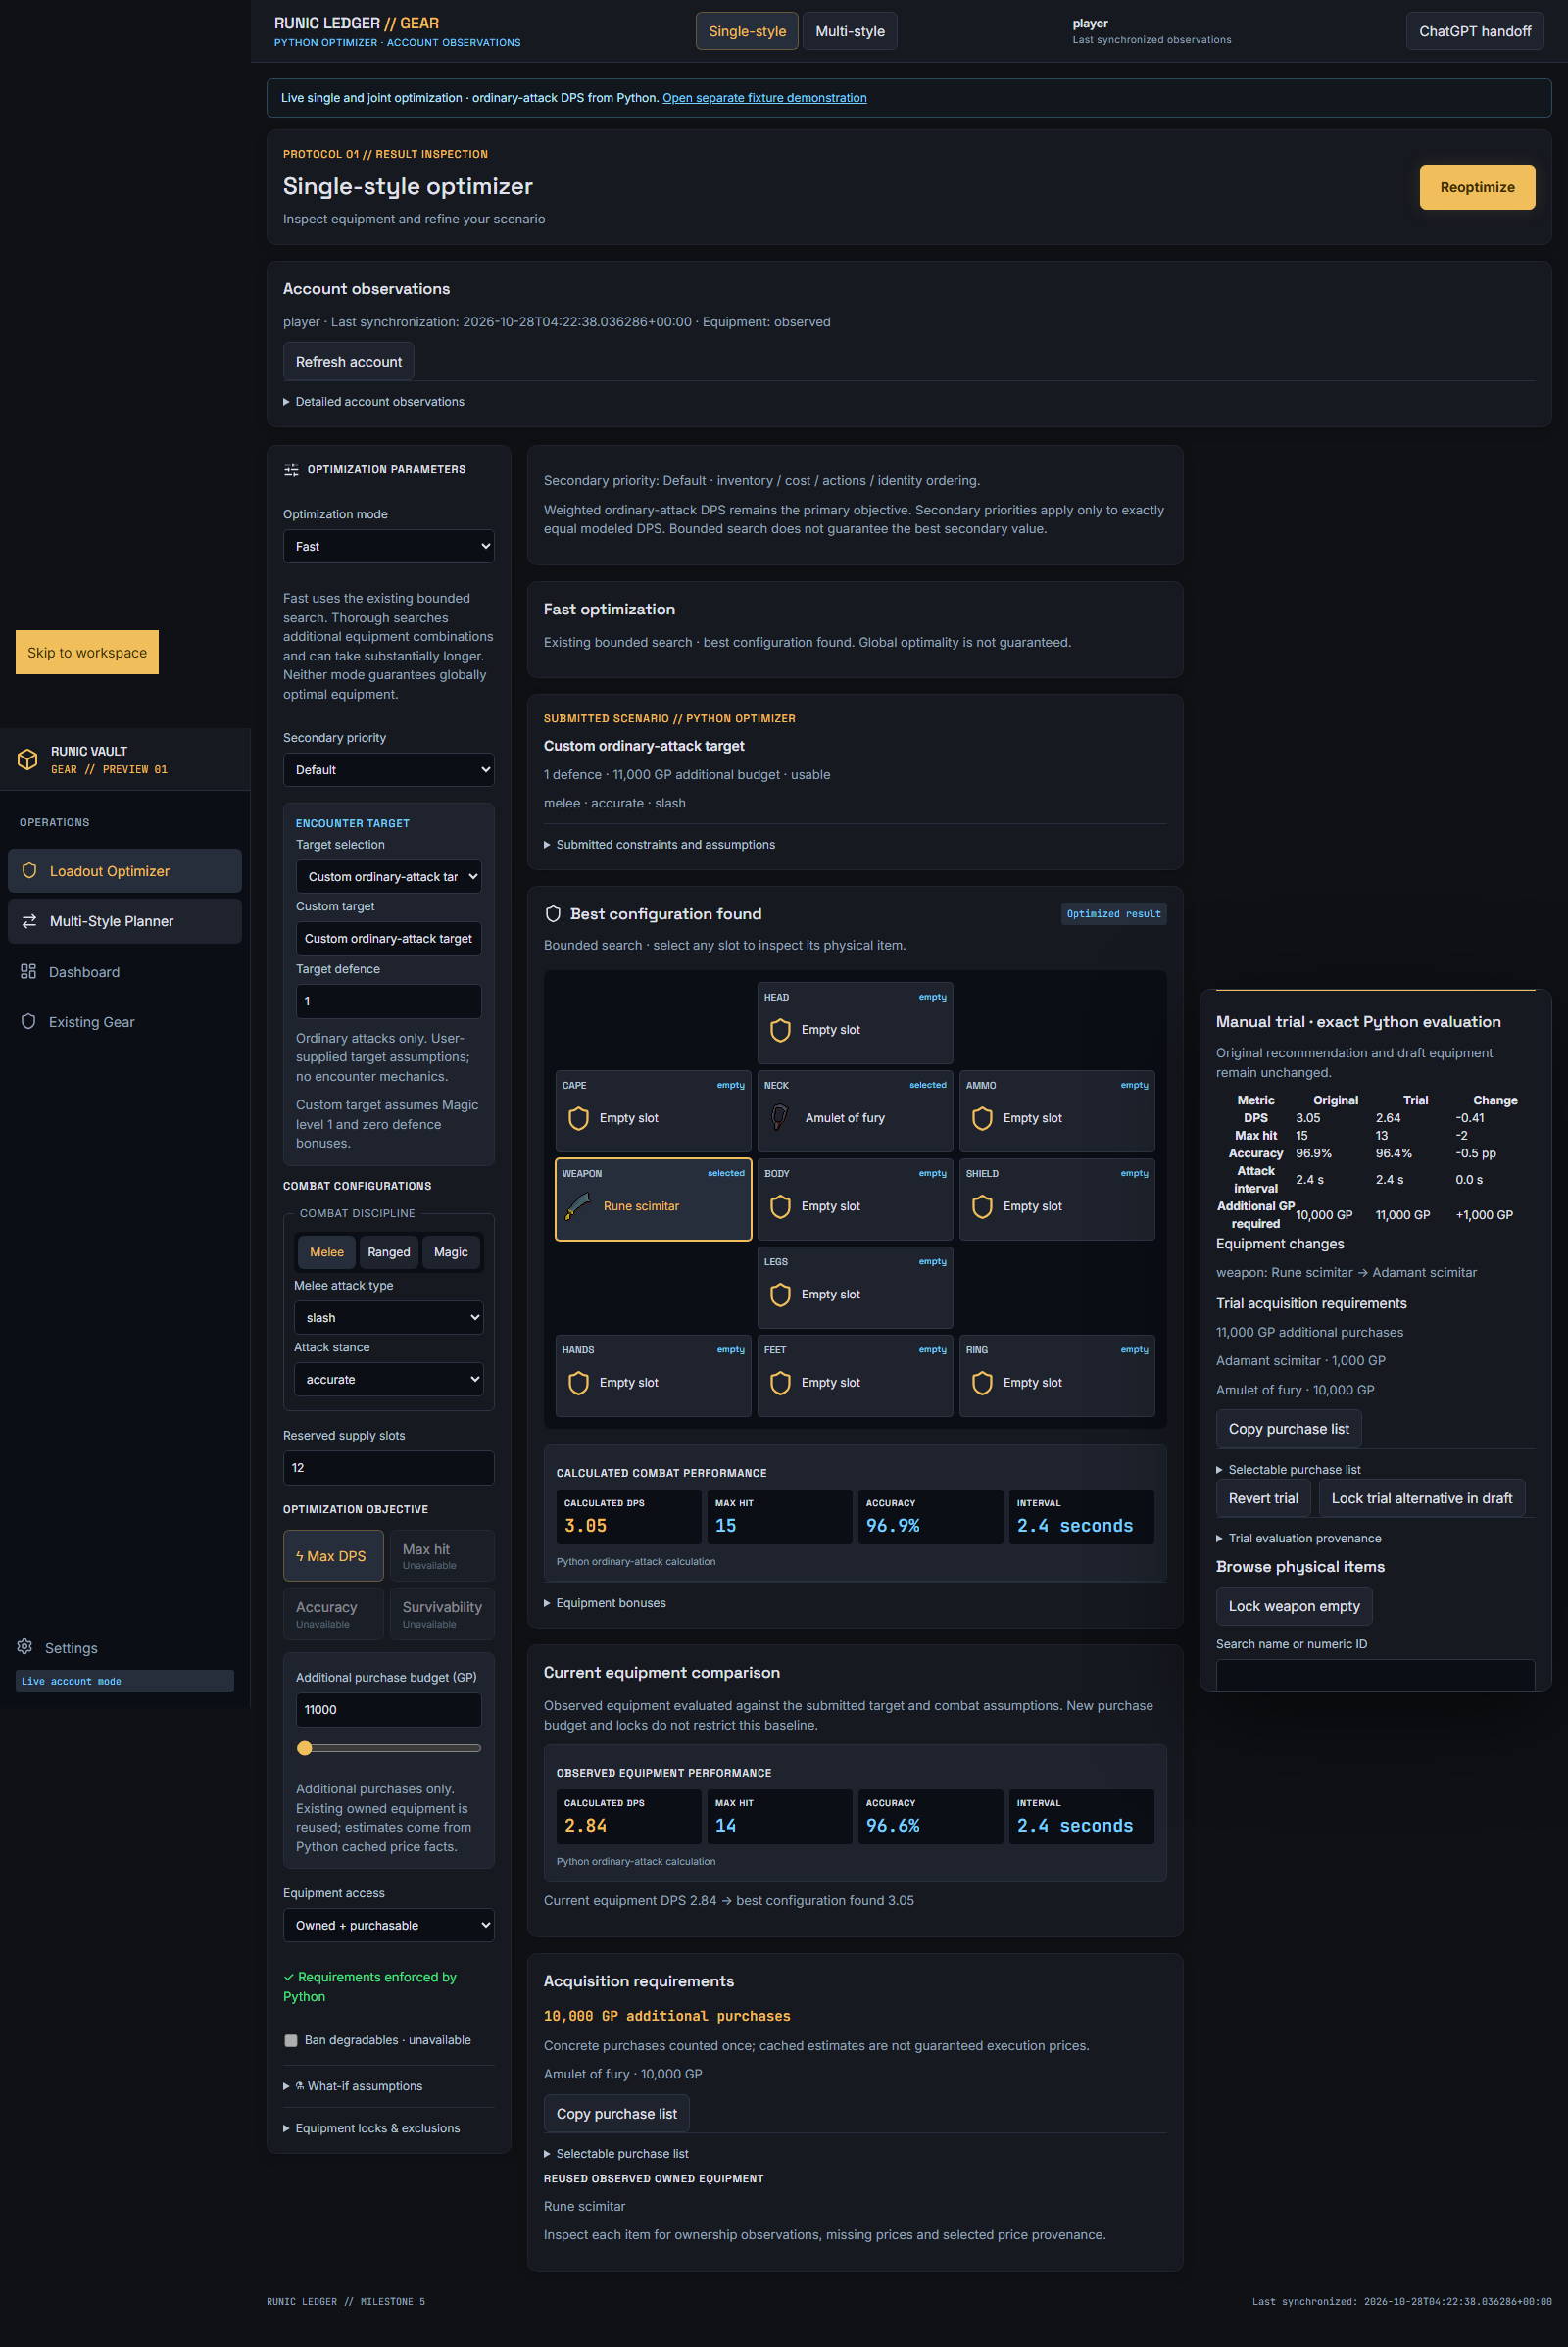 RUNIC LEDGER // GEAR
PYTHON OPTIMIZER · ACCOUNT OBSERVATIONS
Single-style
Multi-style
player
Last synchronized observations
ChatGPT handoff
Live single and joint optimization · ordinary-attack DPS from Python. Open separate fixture demonstration
PROTOCOL 01 // RESULT INSPECTION
Single-style optimizer
Inspect equipment and refine your scenario
Reoptimize
Account observations
player · Last synchronization: 2026-10-28T04:22:38.036286+00:00 · Equipment: observed
Refresh account
Detailed account observations
Skip to workspace
RUNIC VAULT
GEAR // PREVIEW 01
OPERATIONS
Loadout Optimizer
Multi-Style Planner
Dashboard
Existing Gear
Settings
Live account mode
OPTIMIZATION PARAMETERS
Optimization mode
Fast
Fast uses the existing bounded
search. Thorough searches
additional equipment combinations
and can take substantially longer.
Neither mode guarantees globally
optimal equipment.
Secondary priority
Default
ENCOUNTER TARGET
Target selection
Custom ordinary-attack tar
Custom target
Custom ordinary-attack target
Target defence
1
Ordinary attacks only. User-
supplied target assumptions;
no encounter mechanics.
Custom target assumes Magic
level 1 and zero defence
bonuses.
COMBAT CONFIGURATIONS
COMBAT DISCIPLINE
Melee
Ranged
Magic
Melee attack type
slash
Attack stance
accurate
Reserved supply slots
12
OPTIMIZATION OBJECTIVE
ϟ Max DPS
Max hit
Unavailable
Accuracy
Unavailable
Survivability
Unavailable
Additional purchase budget (GP)
11000
Additional purchases only.
Existing owned equipment is
reused; estimates come from
Python cached price facts.
Equipment access
Owned + purchasable
✓ Requirements enforced by
Python
Ban degradables · unavailable
⚗ What-if assumptions
Equipment locks & exclusions
Secondary priority: Default · inventory / cost / actions / identity ordering.
Weighted ordinary-attack DPS remains the primary objective. Secondary priorities apply only to exactly
equal modeled DPS. Bounded search does not guarantee the best secondary value.
Fast optimization
Existing bounded search · best configuration found. Global optimality is not guaranteed.
SUBMITTED SCENARIO // PYTHON OPTIMIZER
Custom ordinary-attack target
1 defence · 11,000 GP additional budget · usable
melee · accurate · slash
Submitted constraints and assumptions
Best configuration found
Optimized result
Bounded search · select any slot to inspect its physical item.
HEAD empty
Empty slot
CAPE empty
Empty slot
NECK selected
Amulet of fury
AMMO empty
Empty slot
WEAPON selected
Rune scimitar
BODY empty
Empty slot
SHIELD empty
Empty slot
LEGS empty
Empty slot
HANDS empty
Empty slot
FEET empty
Empty slot
RING empty
Empty slot
CALCULATED COMBAT PERFORMANCE
CALCULATED DPS
3.05
MAX HIT
15
ACCURACY
96.9%
INTERVAL
2.4 seconds
Python ordinary-attack calculation
Equipment bonuses
Current equipment comparison
Observed equipment evaluated against the submitted target and combat assumptions. New purchase
budget and locks do not restrict this baseline.
OBSERVED EQUIPMENT PERFORMANCE
CALCULATED DPS
2.84
MAX HIT
14
ACCURACY
96.6%
INTERVAL
2.4 seconds
Python ordinary-attack calculation
Current equipment DPS 2.84 → best configuration found 3.05
Acquisition requirements
10,000 GP additional purchases
Concrete purchases counted once; cached estimates are not guaranteed execution prices.
Amulet of fury · 10,000 GP
Copy purchase list
Selectable purchase list
REUSED OBSERVED OWNED EQUIPMENT
Rune scimitar
Inspect each item for ownership observations, missing prices and selected price provenance.
Manual trial · exact Python evaluation
Original recommendation and draft equipment
remain unchanged.
Metric Original Trial Change
DPS 3.05 2.64 -0.41
Max hit 15 13 -2
Accuracy 96.9% 96.4% -0.5 pp
Attack
interval 2.4 s 2.4 s 0.0 s
Additional GP
required 10,000 GP 11,000 GP +1,000 GP
Equipment changes
weapon: Rune scimitar → Adamant scimitar
Trial acquisition requirements
11,000 GP additional purchases
Adamant scimitar · 1,000 GP
Amulet of fury · 10,000 GP
Copy purchase list
Selectable purchase list
Revert trial
Lock trial alternative in draft
Trial evaluation provenance
Browse physical items
Lock weapon empty
Search name or numeric ID
RUNIC LEDGER // MILESTONE 5
Last synchronized: 2026-10-28T04:22:38.036286+00:00